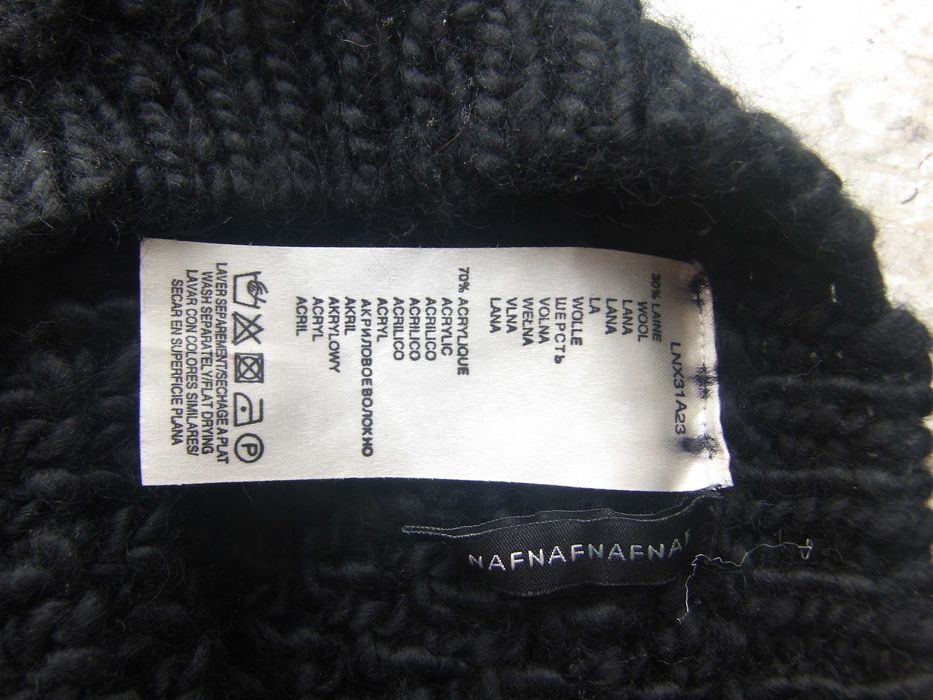 LNX31A23
30% LAINE
WOOL
LANA
LANA
LA
WOLLE
ШЕРСТЬ
VOLNA
WEŁNA
VLNA
LANA
70% ACRYLIQUE
ACRYLIC
ACRILICO
ACRILICO
ACRILICO
ACRYL
АКРИЛОВОЕ ВОЛОКНО
AKRIL
AKRYLOWY
ACRYL
ACRIL
P
LAVER SEPAREMENT/SECHAGE A PLAT
WASH SEPARATELY/FLAT DRYING
LAVAR CON COLORES SIMILARES/
SECAR EN SUPERFICIE PLANA
NAFNAFNAFNAF